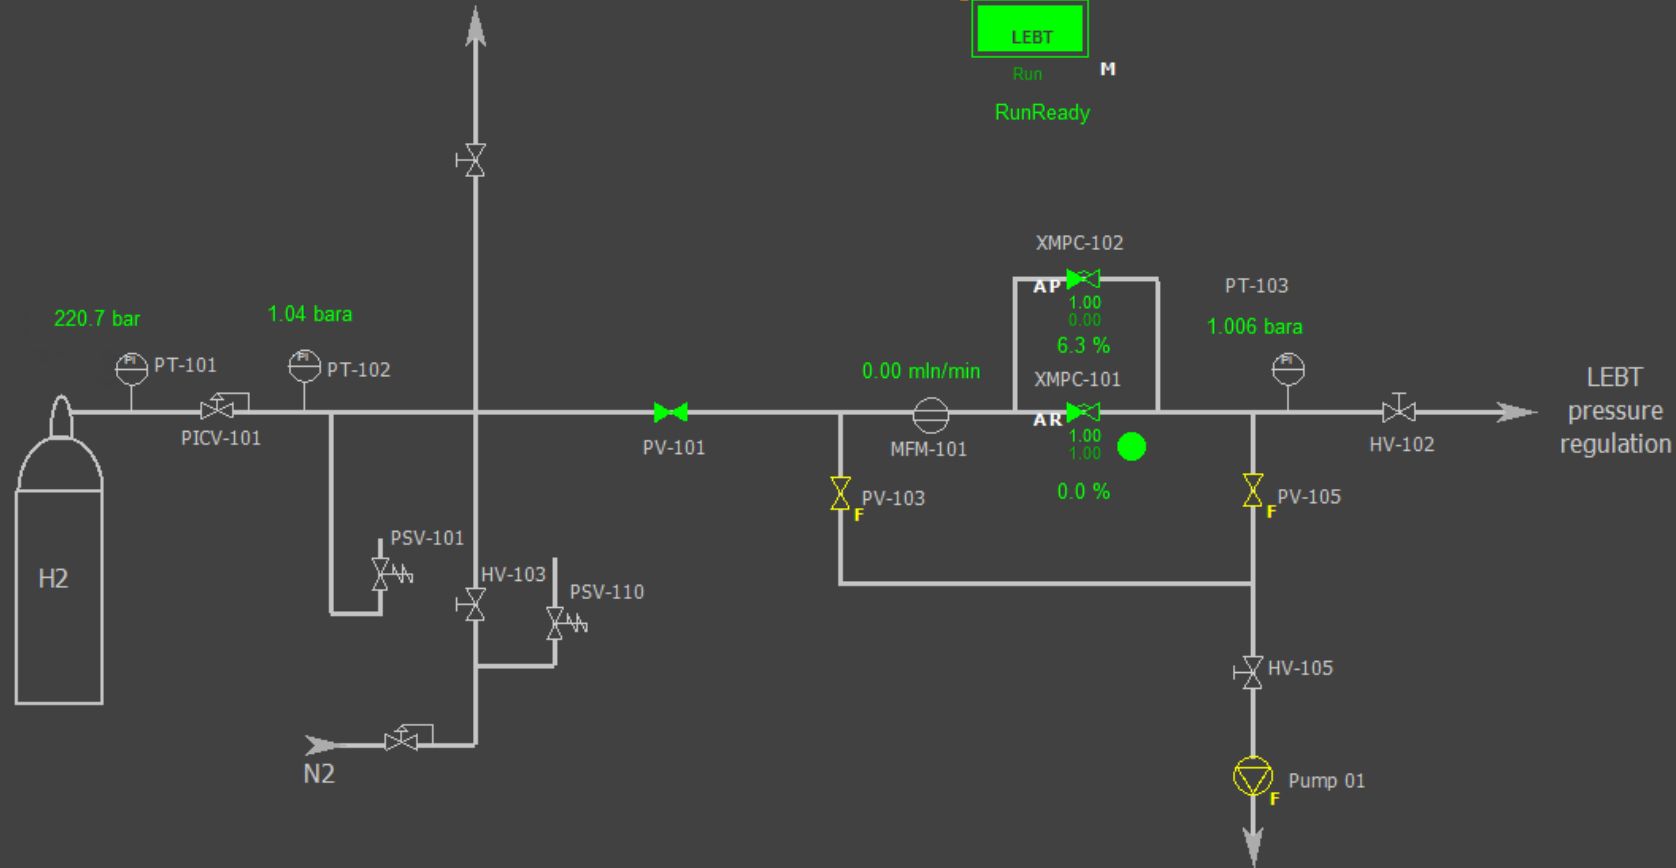 LEBT
Run
M
RunReady
XMPC-102
AP
1.00
0.00
6.3 %
PT-103
1.006 bara
PI
220.7 bar
PI
PT-101
1.04 bara
PI
PT-102
PICV-101
PV-101
0.00 mln/min
MFM-101
XMPC-101
AR
1.00
1.00
0.0 %
HV-102
LEBT
pressure
regulation
PV-103
F
PV-105
F
PSV-101
HV-103
PSV-110
H2
N2
HV-105
Pump 01
F